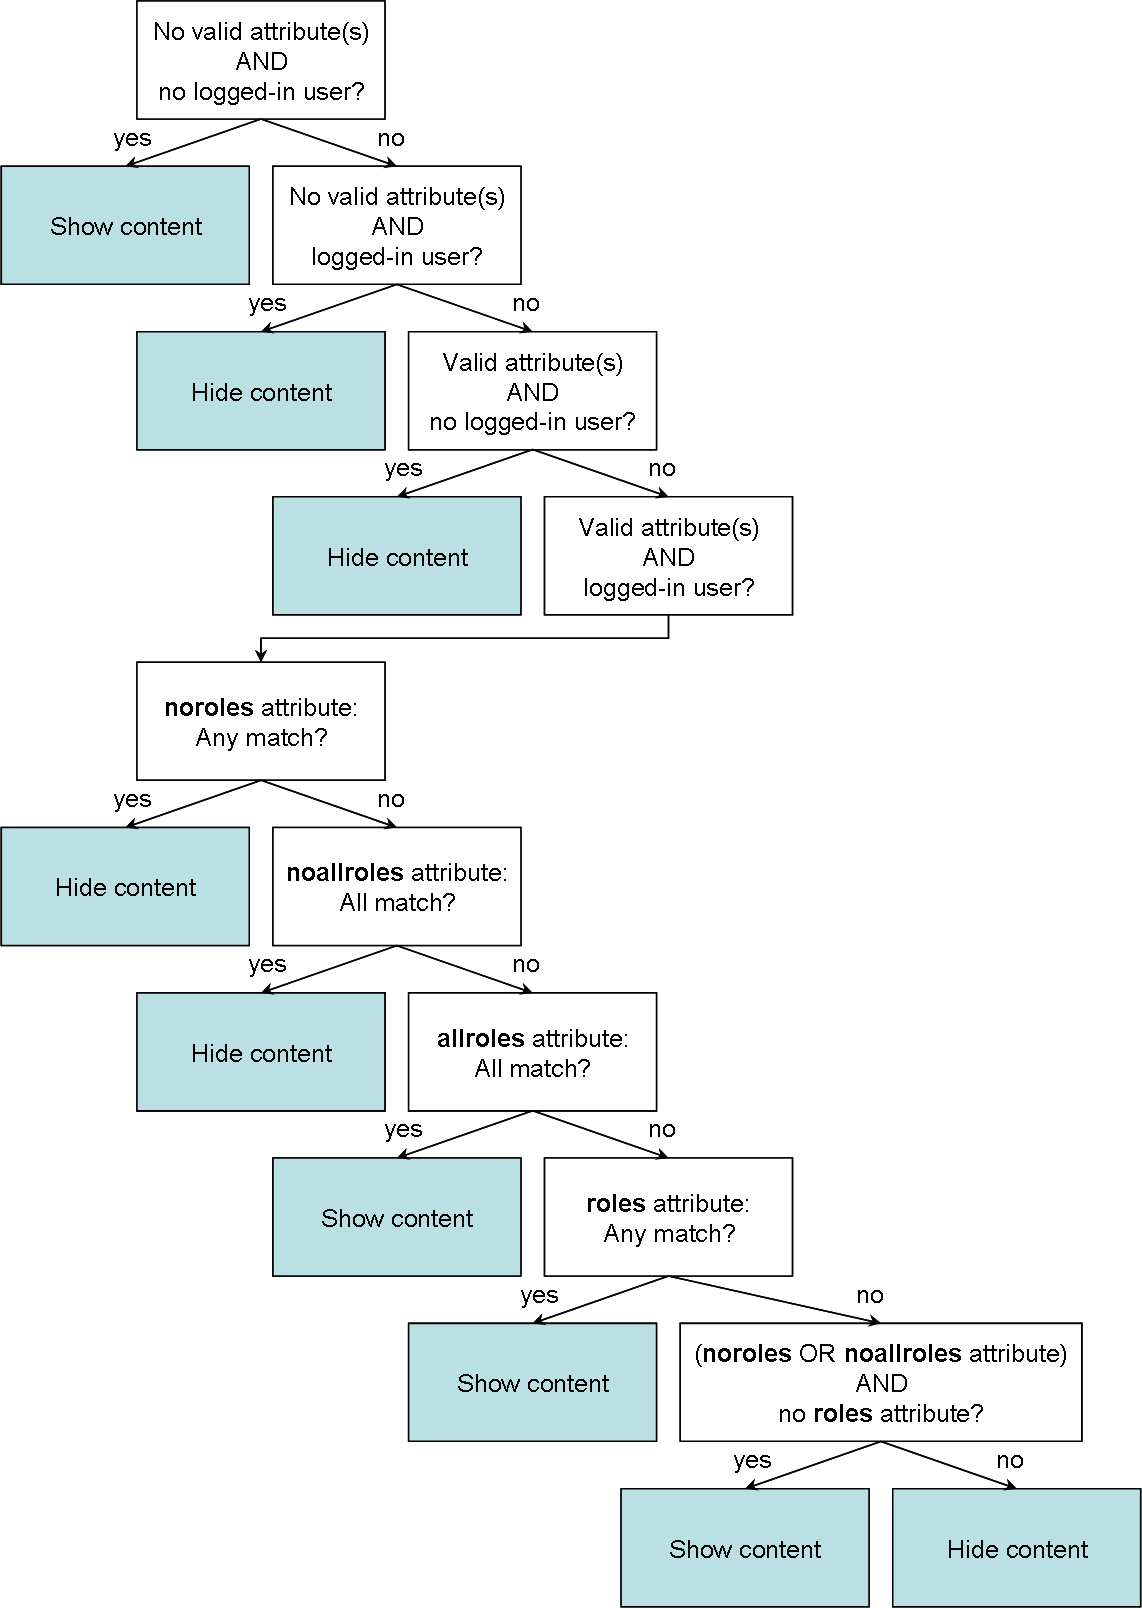 No valid attribute(s)
AND
no logged-in user?
yes
no
Show content
No valid attribute(s)
AND
logged-in user?
yes
no
Hide content
Valid attribute(s)
AND
no logged-in user?
yes
no
Hide content
Valid attribute(s)
AND
logged-in user?
noroles attribute:
Any match?
yes
no
Hide content
noallroles attribute:
All match?
yes
no
Hide content
allroles attribute:
All match?
yes
no
Show content
roles attribute:
Any match?
yes
no
Show content
(noroles OR noallroles attribute)
AND
no roles attribute?
yes
no
Show content
Hide content